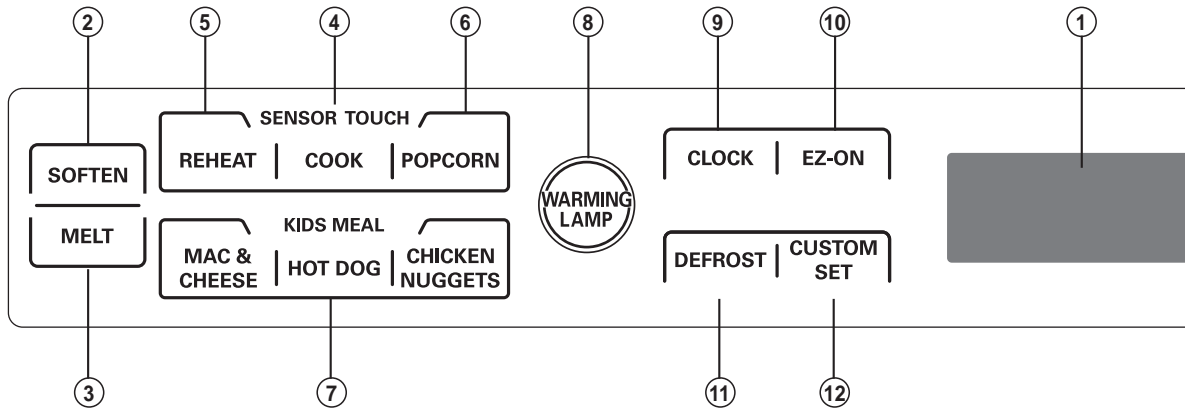 2
5
4
6
8
9
10
1
SENSOR TOUCH
REHEAT
COOK
POPCORN
SOFTEN
MELT
KIDS MEAL
MAC &
CHEESE
HOT DOG
CHICKEN
NUGGETS
WARMING
LAMP
CLOCK
EZ-ON
DEFROST
CUSTOM
SET
3
7
11
12